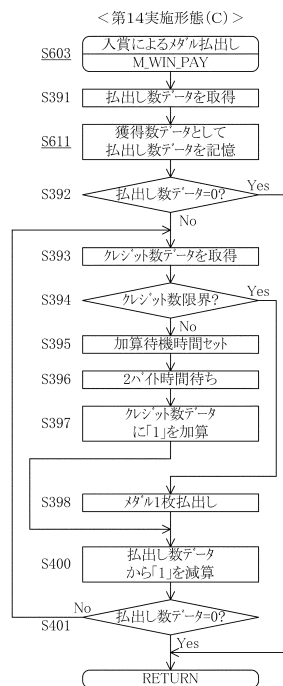 ＜第14実施形態(C)＞
S603
入賞によるメダル払出し
M_WIN_PAY
S391
払出し数データを取得
S611
獲得数データとして
払出し数データを記憶
S392
払出し数データ=0?
Yes
No
S393
クレジット数データを取得
S394
クレジット数限界?
Yes
No
S395
加算待機時間セット
S396
2バイト時間待ち
S397
クレジット数データ
に「1」を加算
S398
メダル1枚払出し
S400
払出し数データ
から「1」を減算
No
S401
払出し数データ=0?
Yes
RETURN